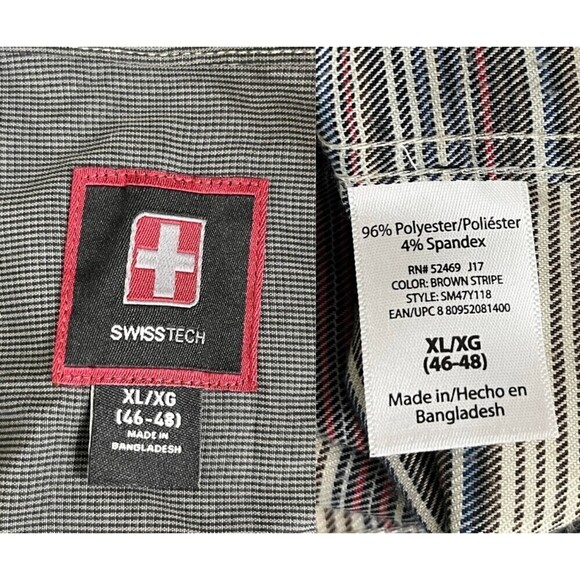 SWISSTECH
XL/XG
(46-48)
MADE IN
BANGLADESH
96% Polyester/Poliéster
4% Spandex
RN# 52469 J17
COLOR: BROWN STRIPE
STYLE: SM47Y118
EAN/UPC 8 80952081400
XL/XG
(46-48)
Made in/Hecho en
Bangladesh